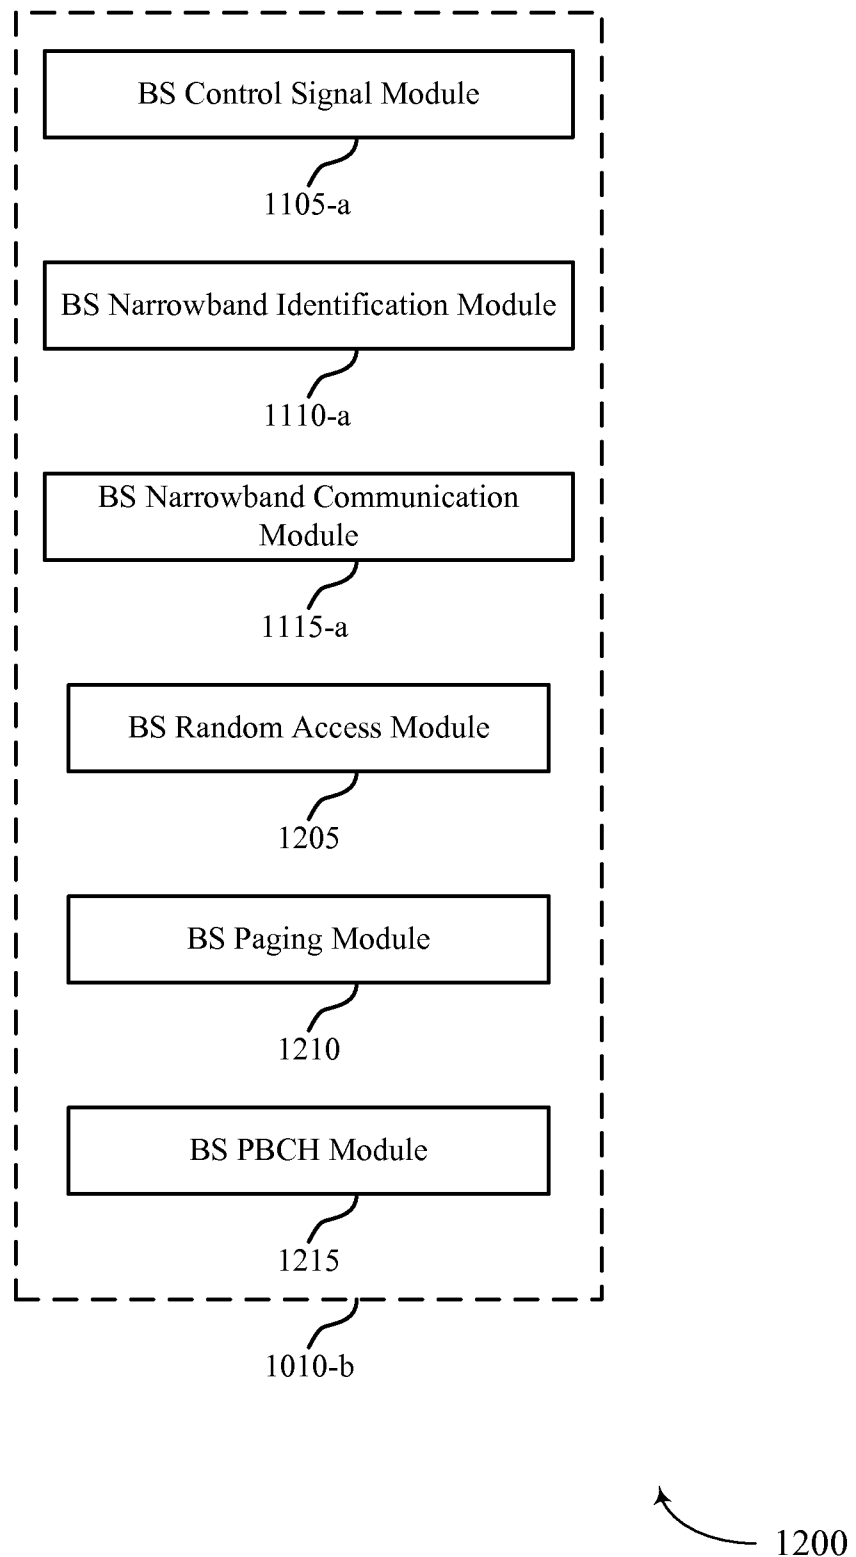 BS Control Signal Module
1105-a
BS Narrowband Identification Module
1110-a
BS Narrowband Communication
Module
1115-a
BS Random Access Module
1205
BS Paging Module
1210
BS PBCH Module
1215
1010-b
1200